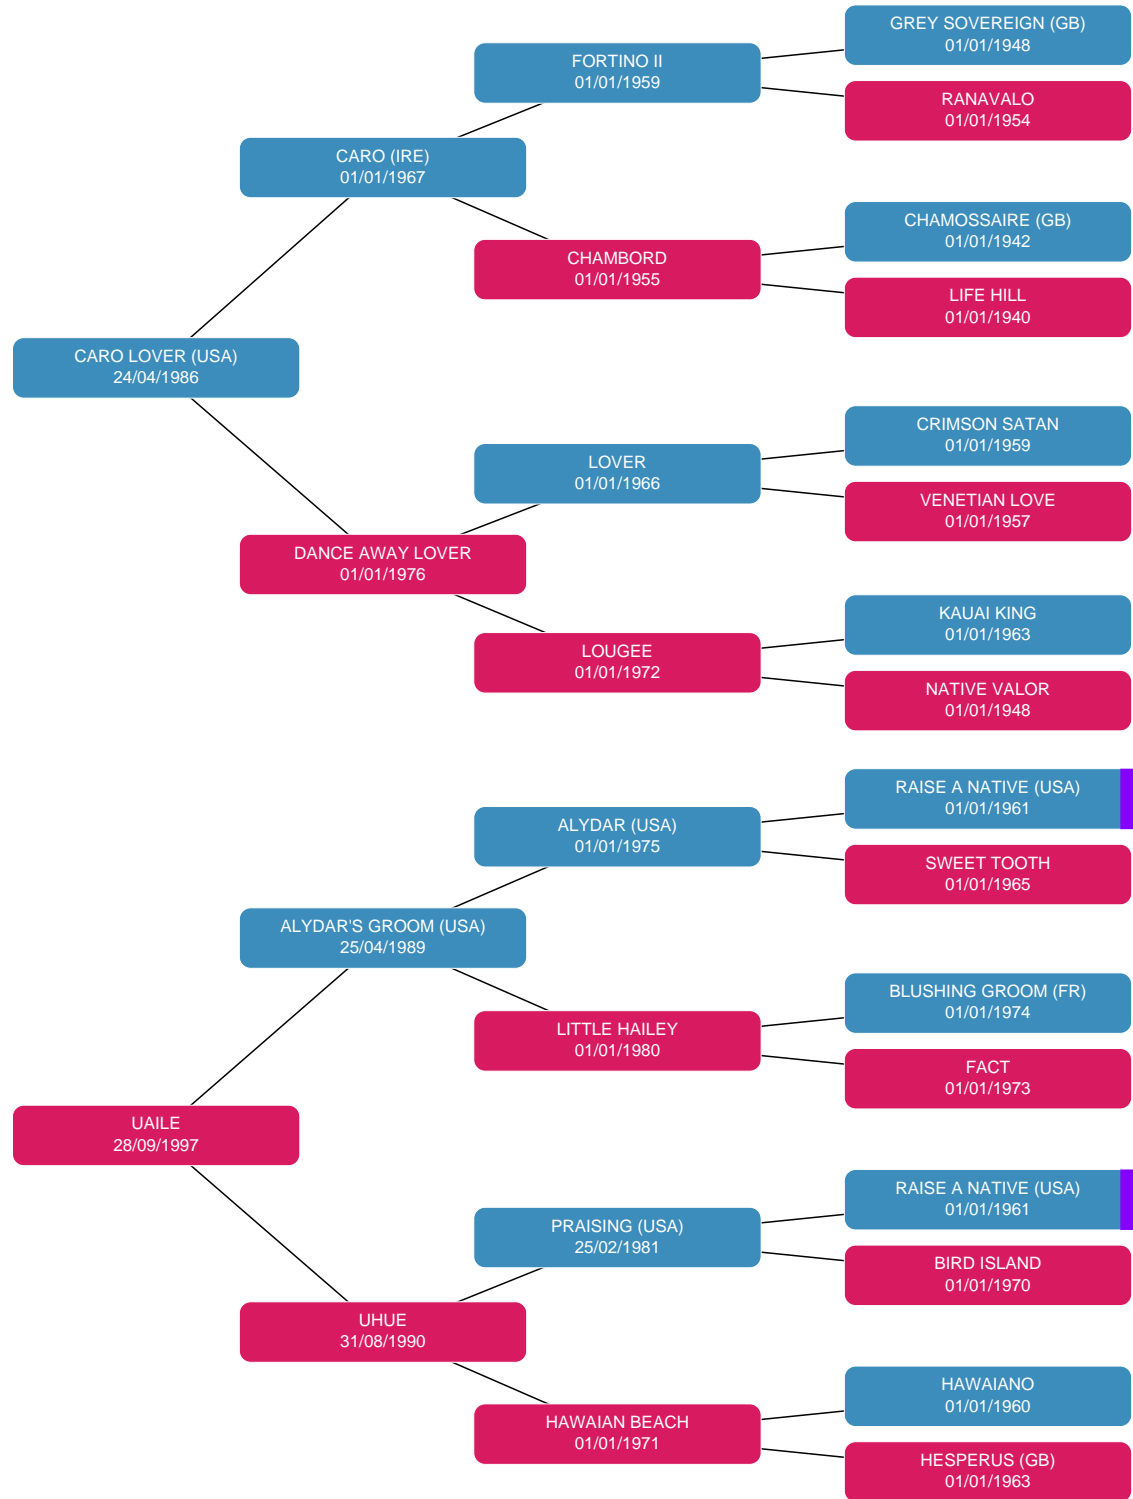 GREY SOVEREIGN (GB)
01/01/1948
FORTINO II
01/01/1959
RANAVALO
01/01/1954
CARO (IRE)
01/01/1967
CHAMOSSAIRE (GB)
01/01/1942
CHAMBORD
01/01/1955
LIFE HILL
01/01/1940
CARO LOVER (USA)
24/04/1986
CRIMSON SATAN
01/01/1959
LOVER
01/01/1966
VENETIAN LOVE
01/01/1957
DANCE AWAY LOVER
01/01/1976
KAUAI KING
01/01/1963
LOUGEE
01/01/1972
NATIVE VALOR
01/01/1948
RAISE A NATIVE (USA)
01/01/1961
ALYDAR (USA)
01/01/1975
SWEET TOOTH
01/01/1965
ALYDAR'S GROOM (USA)
25/04/1989
BLUSHING GROOM (FR)
01/01/1974
LITTLE HAILEY
01/01/1980
FACT
01/01/1973
UAILE
28/09/1997
RAISE A NATIVE (USA)
01/01/1961
PRAISING (USA)
25/02/1981
BIRD ISLAND
01/01/1970
UHUE
31/08/1990
HAWAIANO
01/01/1960
HAWAIAN BEACH
01/01/1971
HESPERUS (GB)
01/01/1963